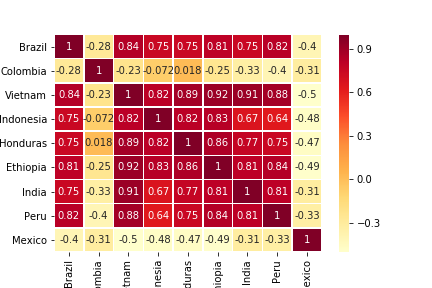 Brazil 1 -0.28 0.84 0.75 0.75 0.81 0.75 0.82 -0.4
Colombia -0.28 1 -0.23 -0.072 0.018 -0.25 -0.33 -0.4 -0.31
Vietnam 0.84 -0.23 1 0.82 0.89 0.92 0.91 0.88 -0.5
ndonesia 0.75 -0.072 0.82 1 0.82 0.83 0.67 0.64 -0.48
Honduras 0.75 0.018 0.89 0.82 1 0.86 0.77 0.75 -0.47
Ethiopia 0.81 -0.25 0.92 0.83 0.86 1 0.81 0.84 -0.49
India 0.75 -0.33 0.91 0.67 0.77 0.81 1 0.81 -0.31
Peru 0.82 -0.4 0.88 0.64 0.75 0.84 0.81 1 -0.33
Mexico -0.4 -0.31 -0.5 -0.48 -0.47 -0.49 -0.31 -0.33 1
Brazil
mbia
tnam
nesia
duras
hiopia
India
Peru
exico
0.9
0.6
0.3
0.0
−0.3